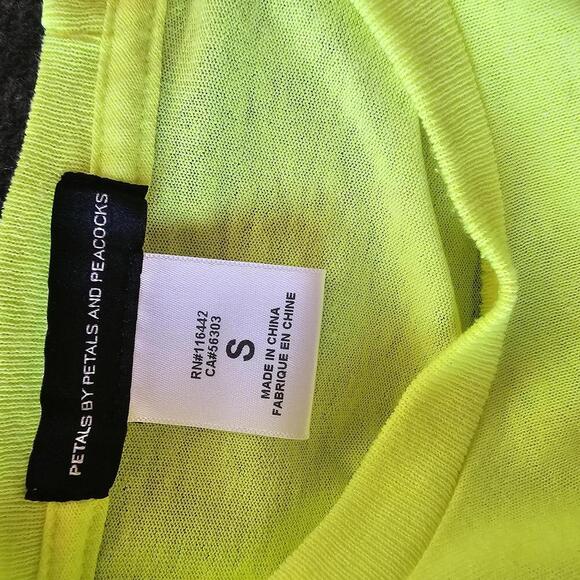 PETALS BY PETALS AND PEACOCKS
RN#116442
CA#56303
S
MADE IN CHINA
FABRIQUE EN CHINE